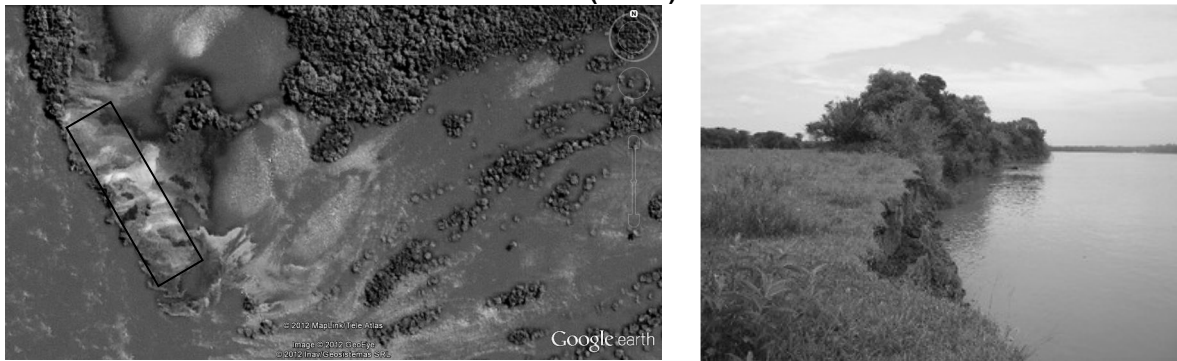 N
© 2012 MapLink/Tele Atlas
Image © 2012 GeoEye
© 2012 Inav/Geosistemas SRL
Google earth